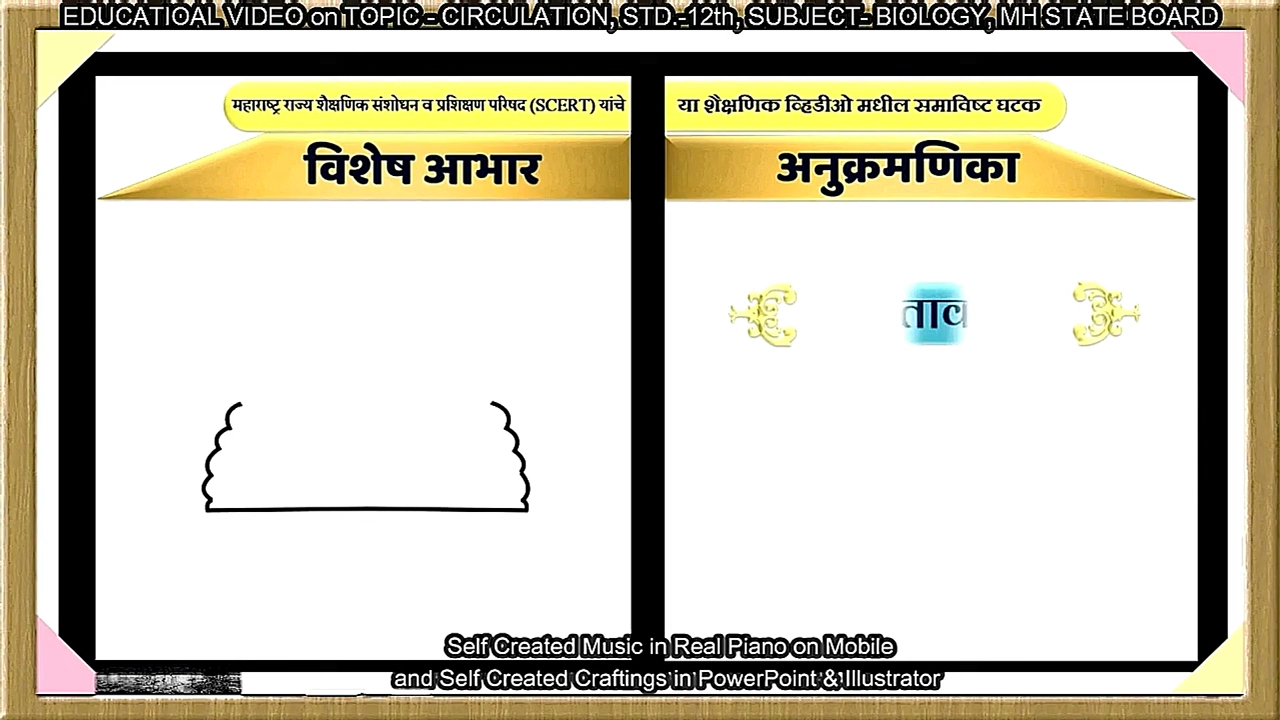 EDUCATIOAL VIDEO on TOPIC - CIRCULATION, STD.-12th, SUBJECT- BIOLOGY, MH STATE BOARD
महाराष्ट्र राज्य शैक्षणिक संशोधन व प्रशिक्षण परिषद (SCERT) यांचे
विशेष आभार
या शैक्षणिक व्हिडीओ मधील समाविष्ट घटक
अनुक्रमणिका
ताव
Self Created Music in Real Piano on Mobile
and Self Created Craftings in PowerPoint & Illustrator